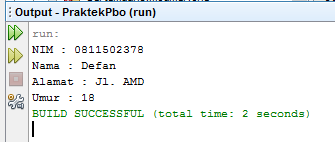 Output - PraktekPbo (run)
run:
NIM : 0811502378
Nama : Defan
Alamat : Jl. AMD
Umur : 18
BUILD SUCCESSFUL (total time: 2 seconds)